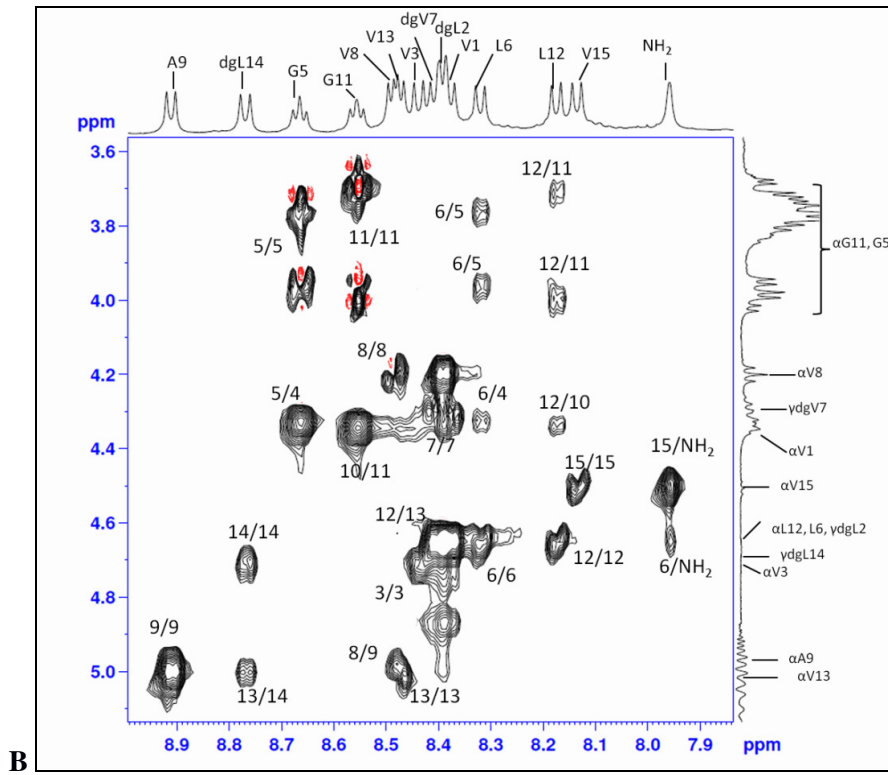 A9
dgL14
G5
G11
V8
V13
V3
dgV7
dgL2
V1
L6
L12
V15
NH₂
ppm
3.6
3.8
4.0
4.2
4.4
4.6
4.8
5.0
12/11
6/5
5/5
11/11
6/5
12/11
8/8
5/4
6/4
12/10
7/7
10/11
15/15
15/NH₂
12/13
14/14
6/6
12/12
6/NH₂
3/3
9/9
8/9
13/14
13/13
αG11, G5
αV8
γdgV7
αV1
αV15
αL12, L6, γdgL2
γdgL14
αV3
αA9
αV13
8.9 8.8 8.7 8.6 8.5 8.4 8.3 8.2 8.1 8.0 7.9 ppm
B